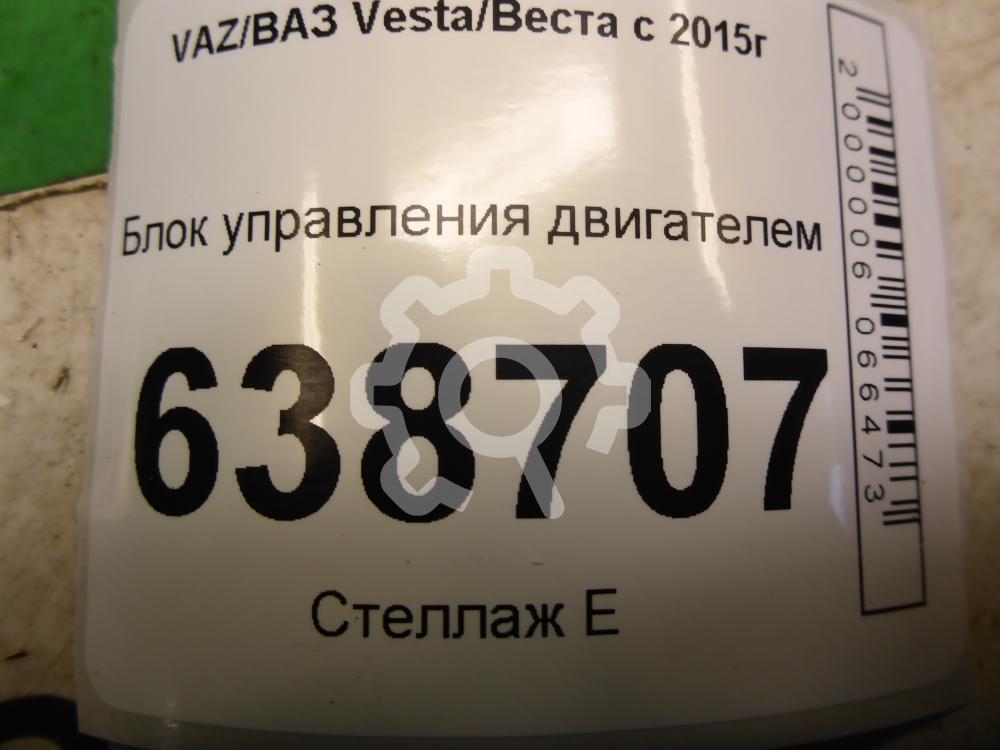 VAZ/ВАЗ Vesta/Веста с 2015г
Блок управления двигателем
638707
Стеллаж Е
2000006066473